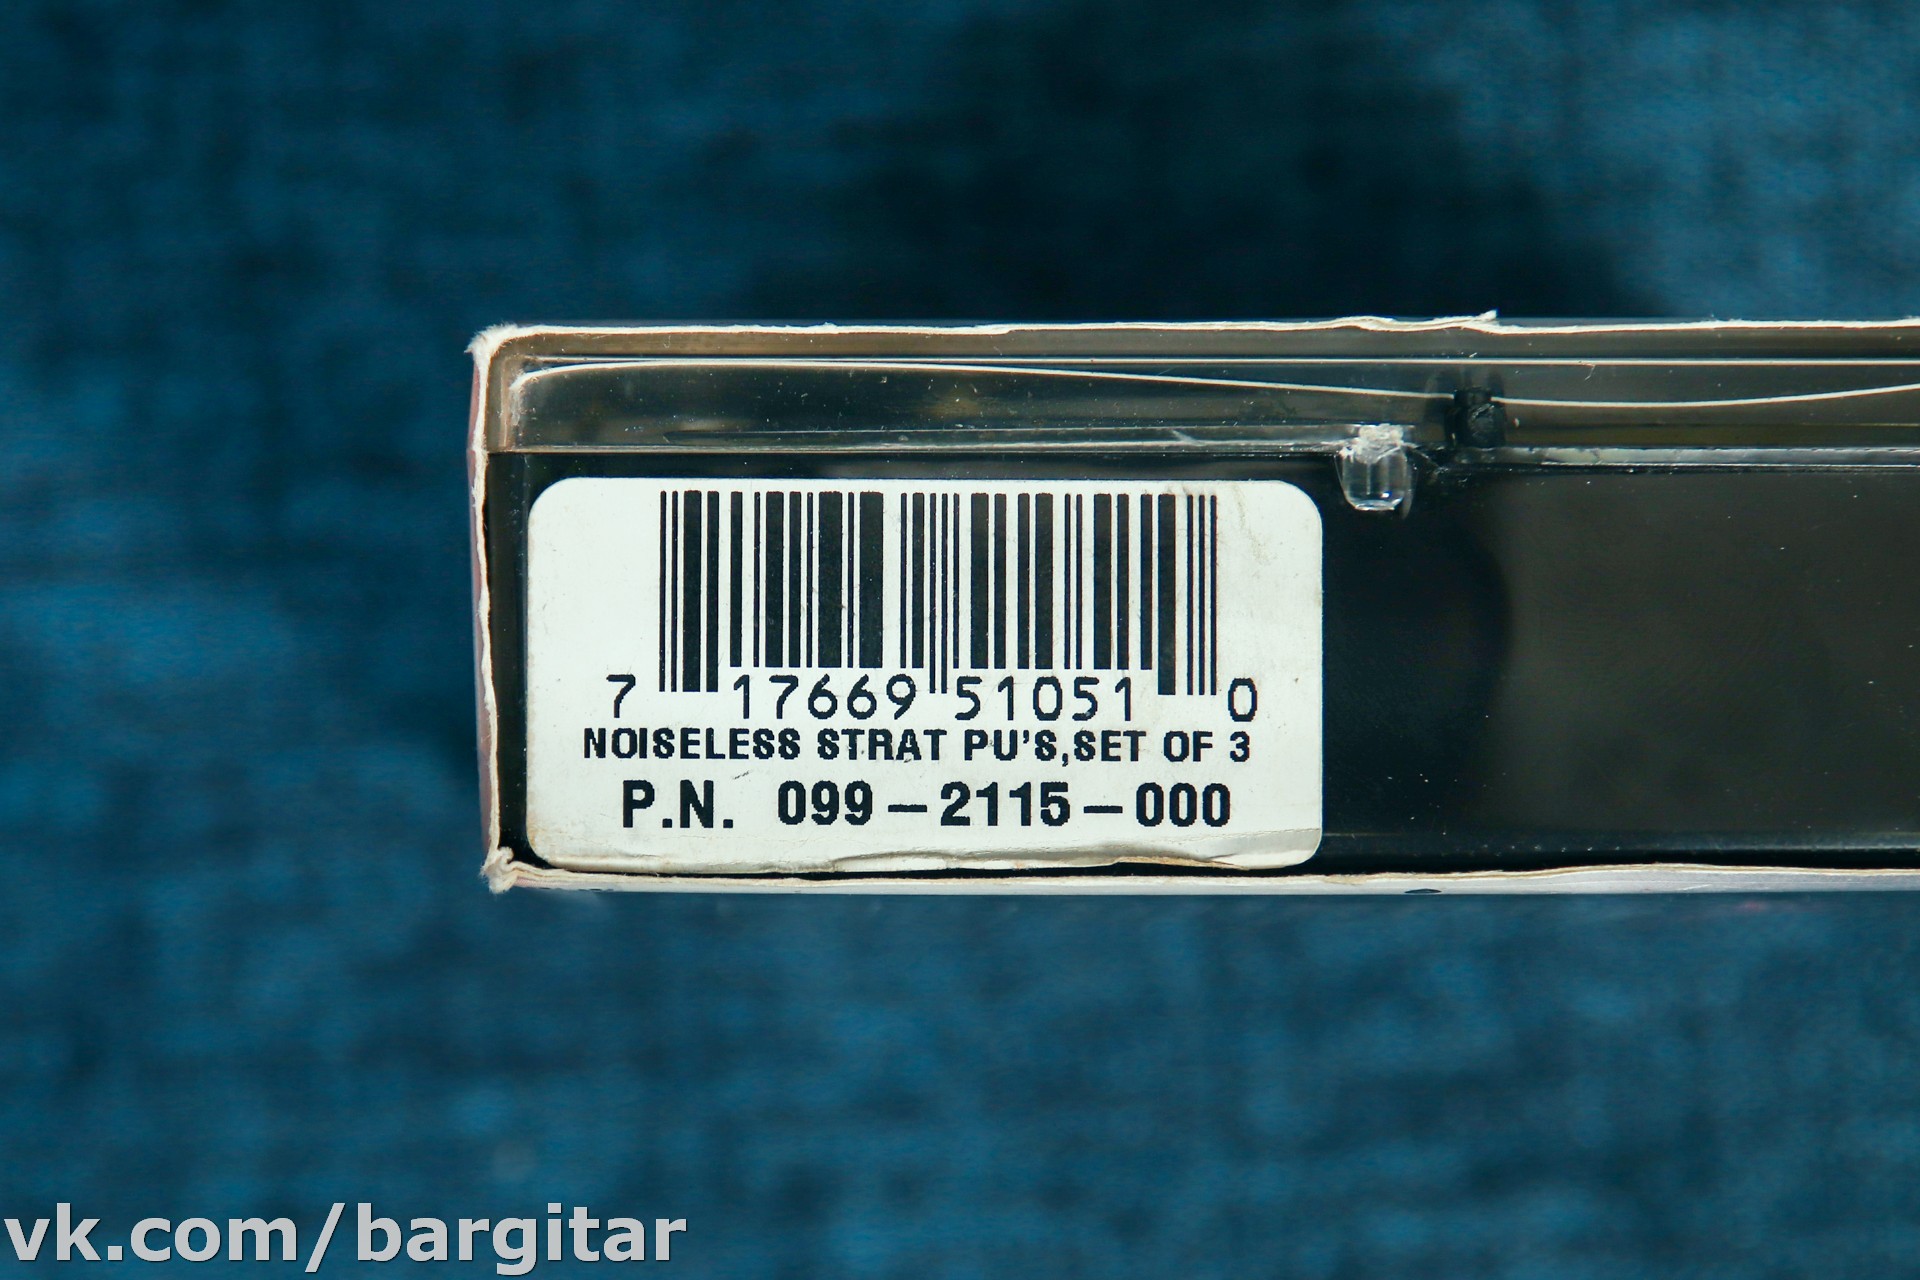 7 17669 51051 0
NOISELESS STRAT PU'S,SET OF 3
P.N. 099-2115-000
vk.com/bargitar